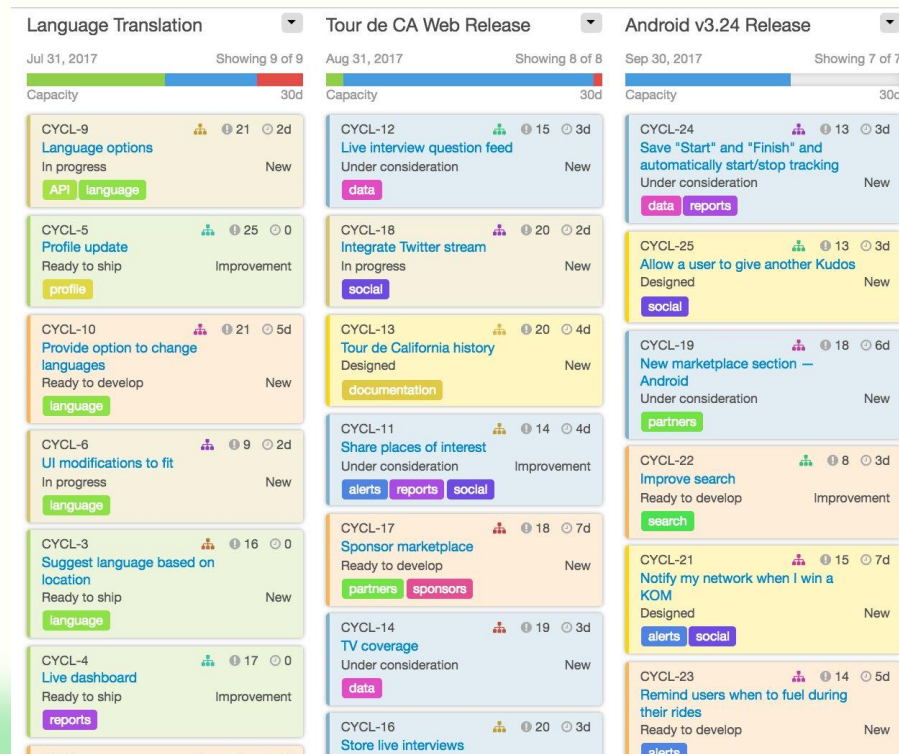 Language Translation
Jul 31, 2017 Showing 9 of 9
Capacity 30d
CYCL-9 21 2d
Language options
In progress New
API language
CYCL-5 25 0
Profile update
Ready to ship Improvement
profile
CYCL-10 21 5d
Provide option to change
languages
Ready to develop New
language
CYCL-6 9 2d
UI modifications to fit
In progress New
language
CYCL-3 16 0
Suggest language based on
location
Ready to ship New
language
CYCL-4 17 0
Live dashboard
Ready to ship Improvement
reports
Tour de CA Web Release
Aug 31, 2017 Showing 8 of 8
Capacity 30d
CYCL-12 15 3d
Live interview question feed
Under consideration New
data
CYCL-18 20 2d
Integrate Twitter stream
In progress New
social
CYCL-13 20 4d
Tour de California history
Designed New
documentation
CYCL-11 14 4d
Share places of interest
Under consideration Improvement
alerts reports social
CYCL-17 18 7d
Sponsor marketplace
Ready to develop New
partners sponsors
CYCL-14 19 3d
TV coverage
Under consideration New
data
CYCL-16 20 3d
Store live interviews
Android v3.24 Release
Sep 30, 2017 Showing 7 of 7
Capacity 30d
CYCL-24 13 3d
Save "Start" and "Finish" and
automatically start/stop tracking
Under consideration New
data reports
CYCL-25 13 3d
Allow a user to give another Kudos
Designed New
social
CYCL-19 18 6d
New marketplace section —
Android
Under consideration New
partners
CYCL-22 8 3d
Improve search
Ready to develop Improvement
search
CYCL-21 15 7d
Notify my network when I win a
KOM
Designed New
alerts social
CYCL-23 14 5d
Remind users when to fuel during
their rides
Ready to develop New
alerts